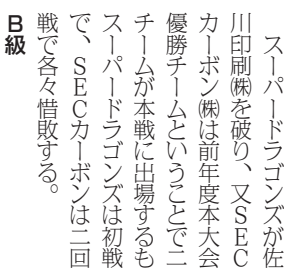 スーパードラゴンズが佐
川印刷㈱を破り、又ＳＥＣ
カーボン㈱は前年度本大会
優勝チームということで二
チームが本戦に出場するも
スーパードラゴンズは初戦
で、ＳＥＣカーボンは二回
戦で各々惜敗する。
Ｂ級